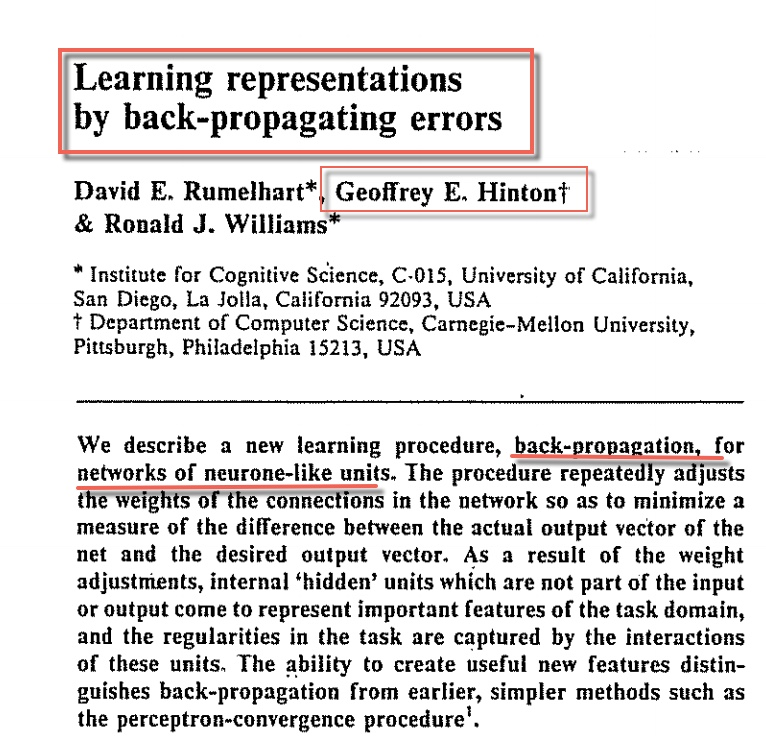 Learning representations
by back-propagating errors
David E. Rumelhart*, Geoffrey E. Hinton†
& Ronald J. Williams*
* Institute for Cognitive Science, C-015, University of California,
San Diego, La Jolla, California 92093, USA
† Department of Computer Science, Carnegie-Mellon University,
Pittsburgh, Philadelphia 15213, USA
We describe a new learning procedure, back-propagation, for
networks of neurone-like units. The procedure repeatedly adjusts
the weights of the connections in the network so as to minimize a
measure of the difference between the actual output vector of the
net and the desired output vector. As a result of the weight
adjustments, internal ‘hidden’ units which are not part of the input
or output come to represent important features of the task domain,
and the regularities in the task are captured by the interactions
of these units. The ability to create useful new features distin-
guishes back-propagation from earlier, simpler methods such as
the perceptron-convergence procedure¹.